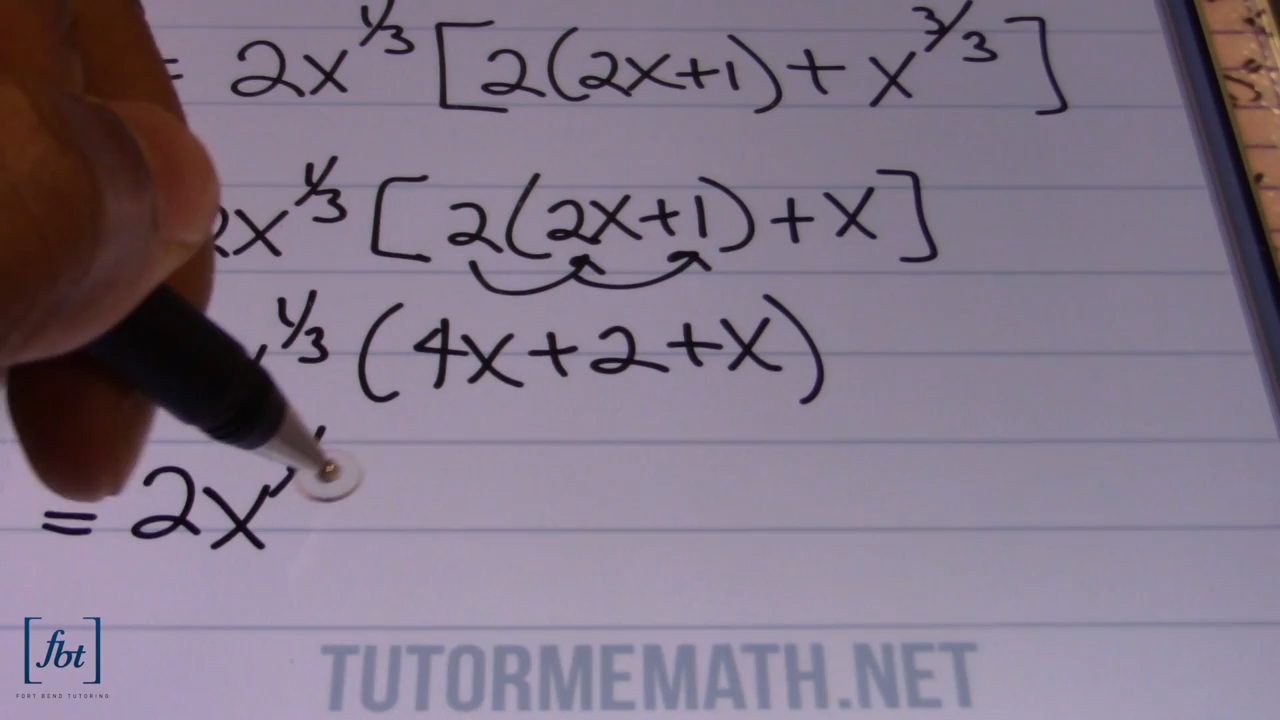 = 2x^1/3 [2(2x+1) + x^3/3]
2x^1/3 [2(2x+1) + x]
^1/3 (4x + 2 + x)
= 2x
[fbt]
FORT BEND TUTORING
TUTORMEMATH.NET